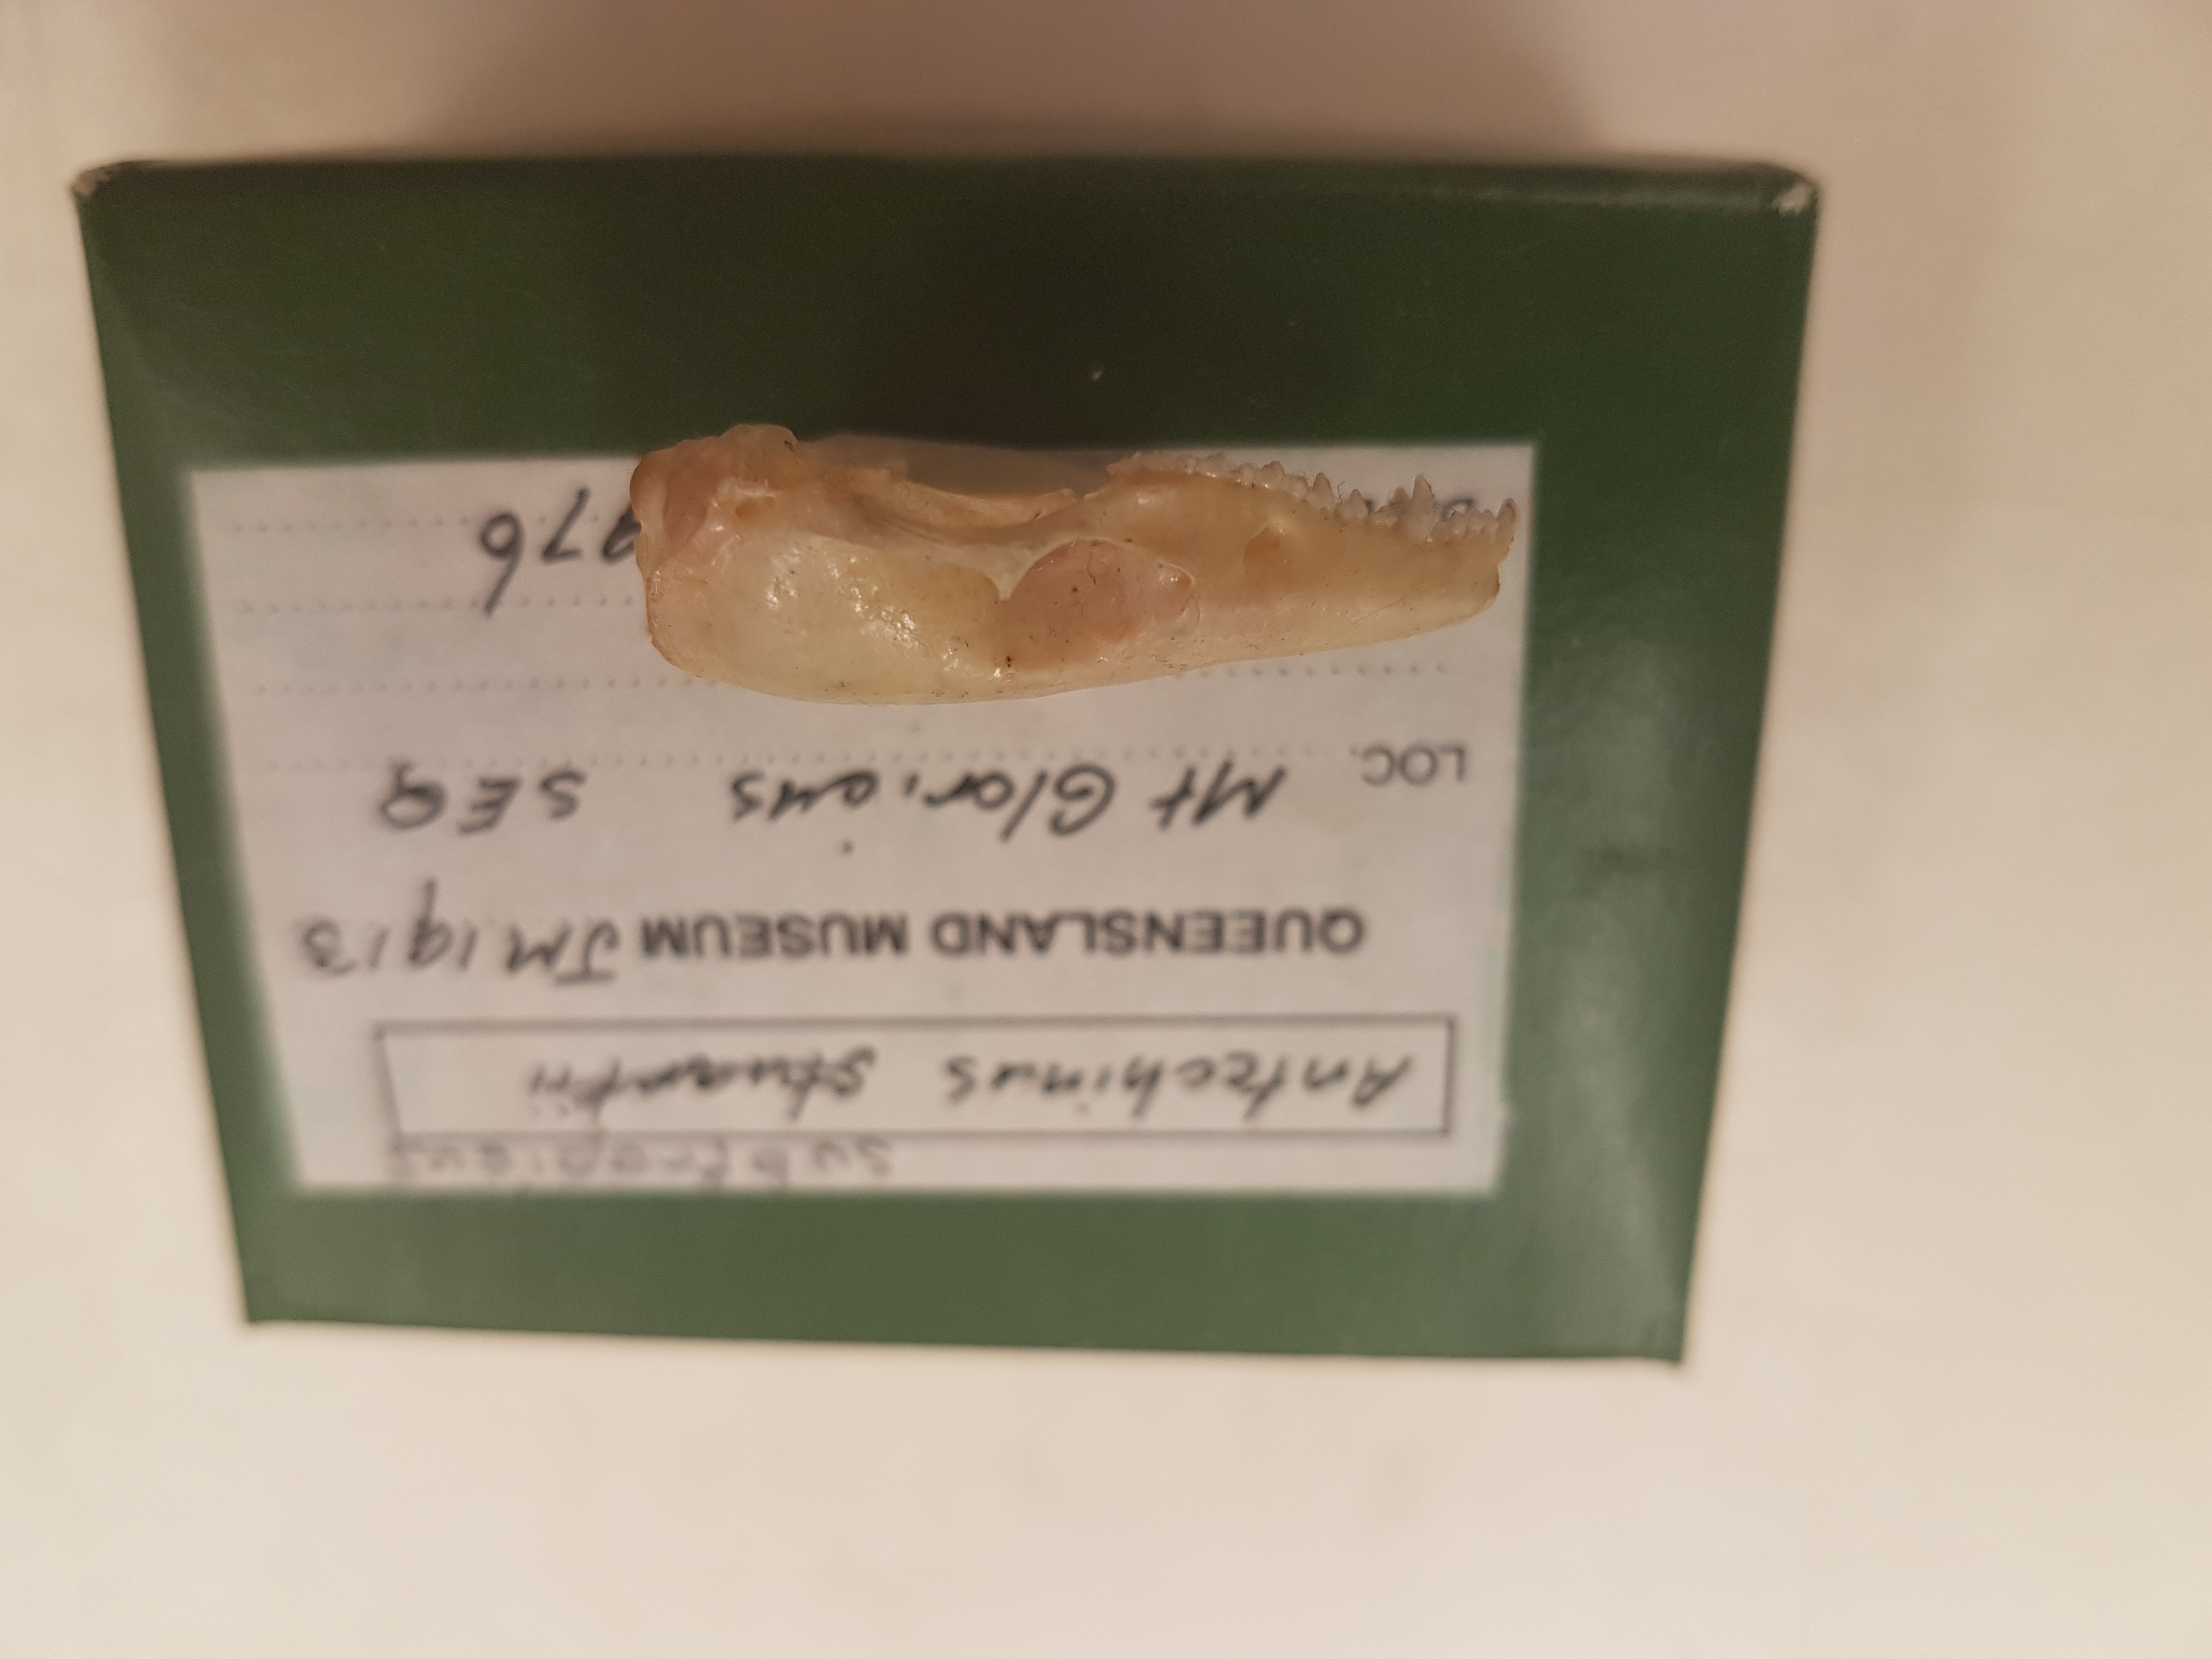 subtropicus
Antechinus stuartii
QUEENSLAND MUSEUM JM 1913
LOC. Mt Glorious SEQ
976